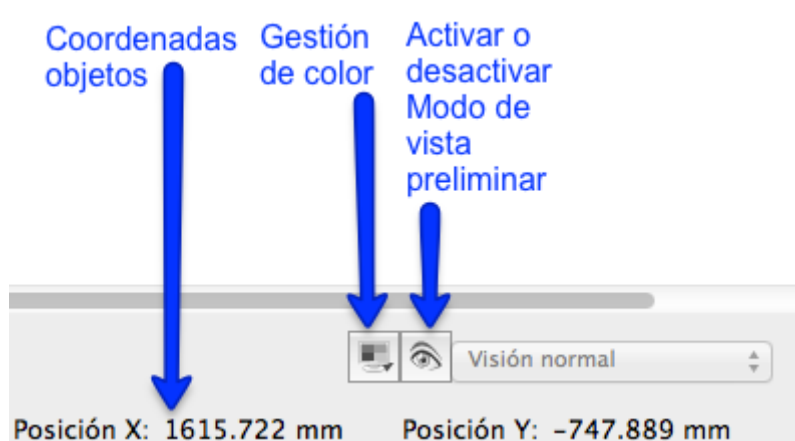 Coordenadas
objetos
Gestión
de color
Activar o
desactivar
Modo de
vista
preliminar
Visión normal
Posición X: 1615.722 mm
Posición Y: -747.889 mm